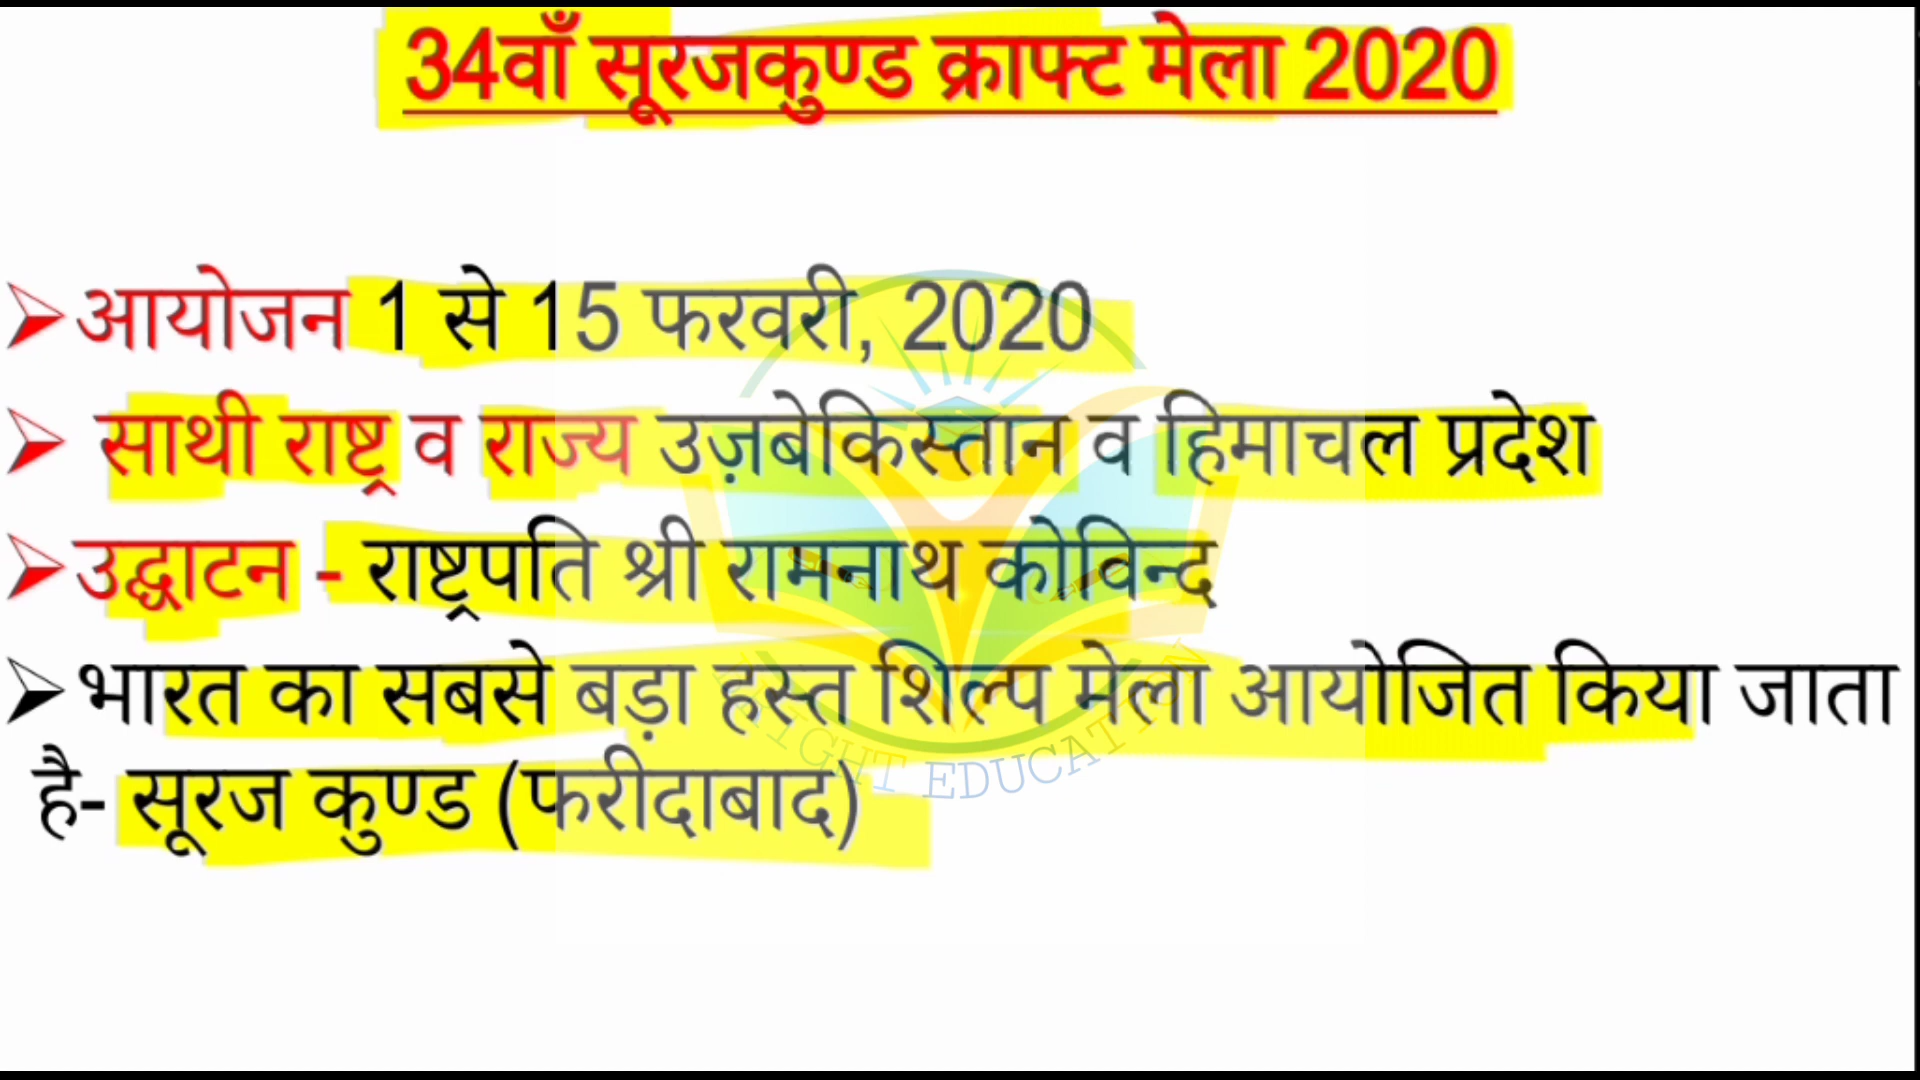 34वाँ सूरजकुण्ड क्राफ्ट मेला 2020
आयोजन 1 से 15 फरवरी, 2020
साथी राष्ट्र व राज्य उज़बेकिस्तान व हिमाचल प्रदेश
उद्घाटन - राष्ट्रपति श्री रामनाथ कोविन्द
भारत का सबसे बड़ा हस्त शिल्प मेला आयोजित किया जाता
है- सूरज कुण्ड (फरीदाबाद)
EDUCATION